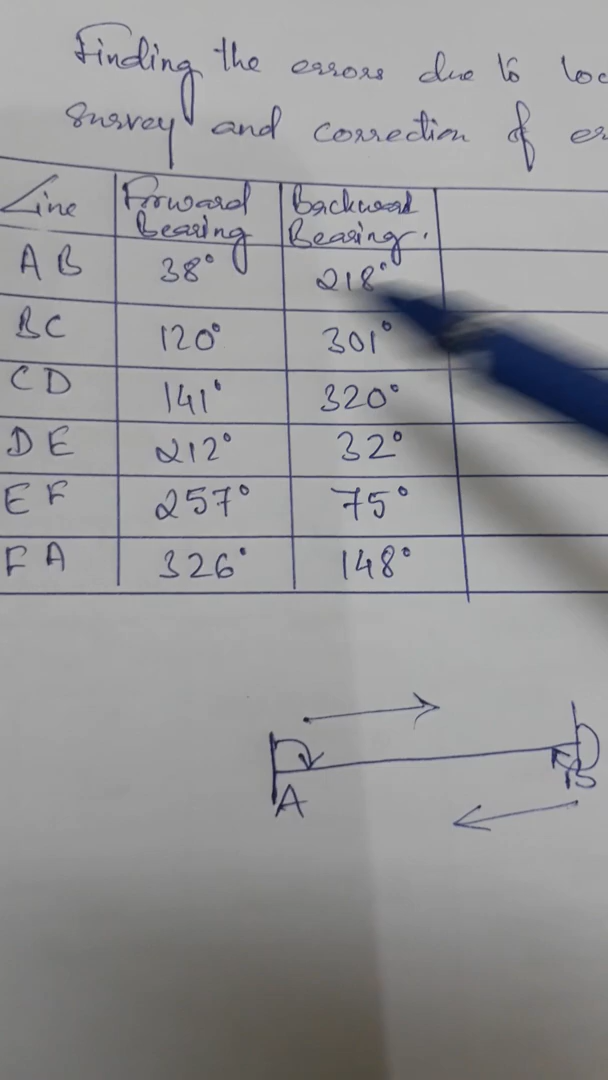 Finding the errors due to loc
survey and correction of er
Line Forward Bearing Backward Bearing.
AB 38° 218°
BC 120° 301°
CD 141° 320°
DE 212° 32°
EF 257° 75°
FA 326° 148°
A B